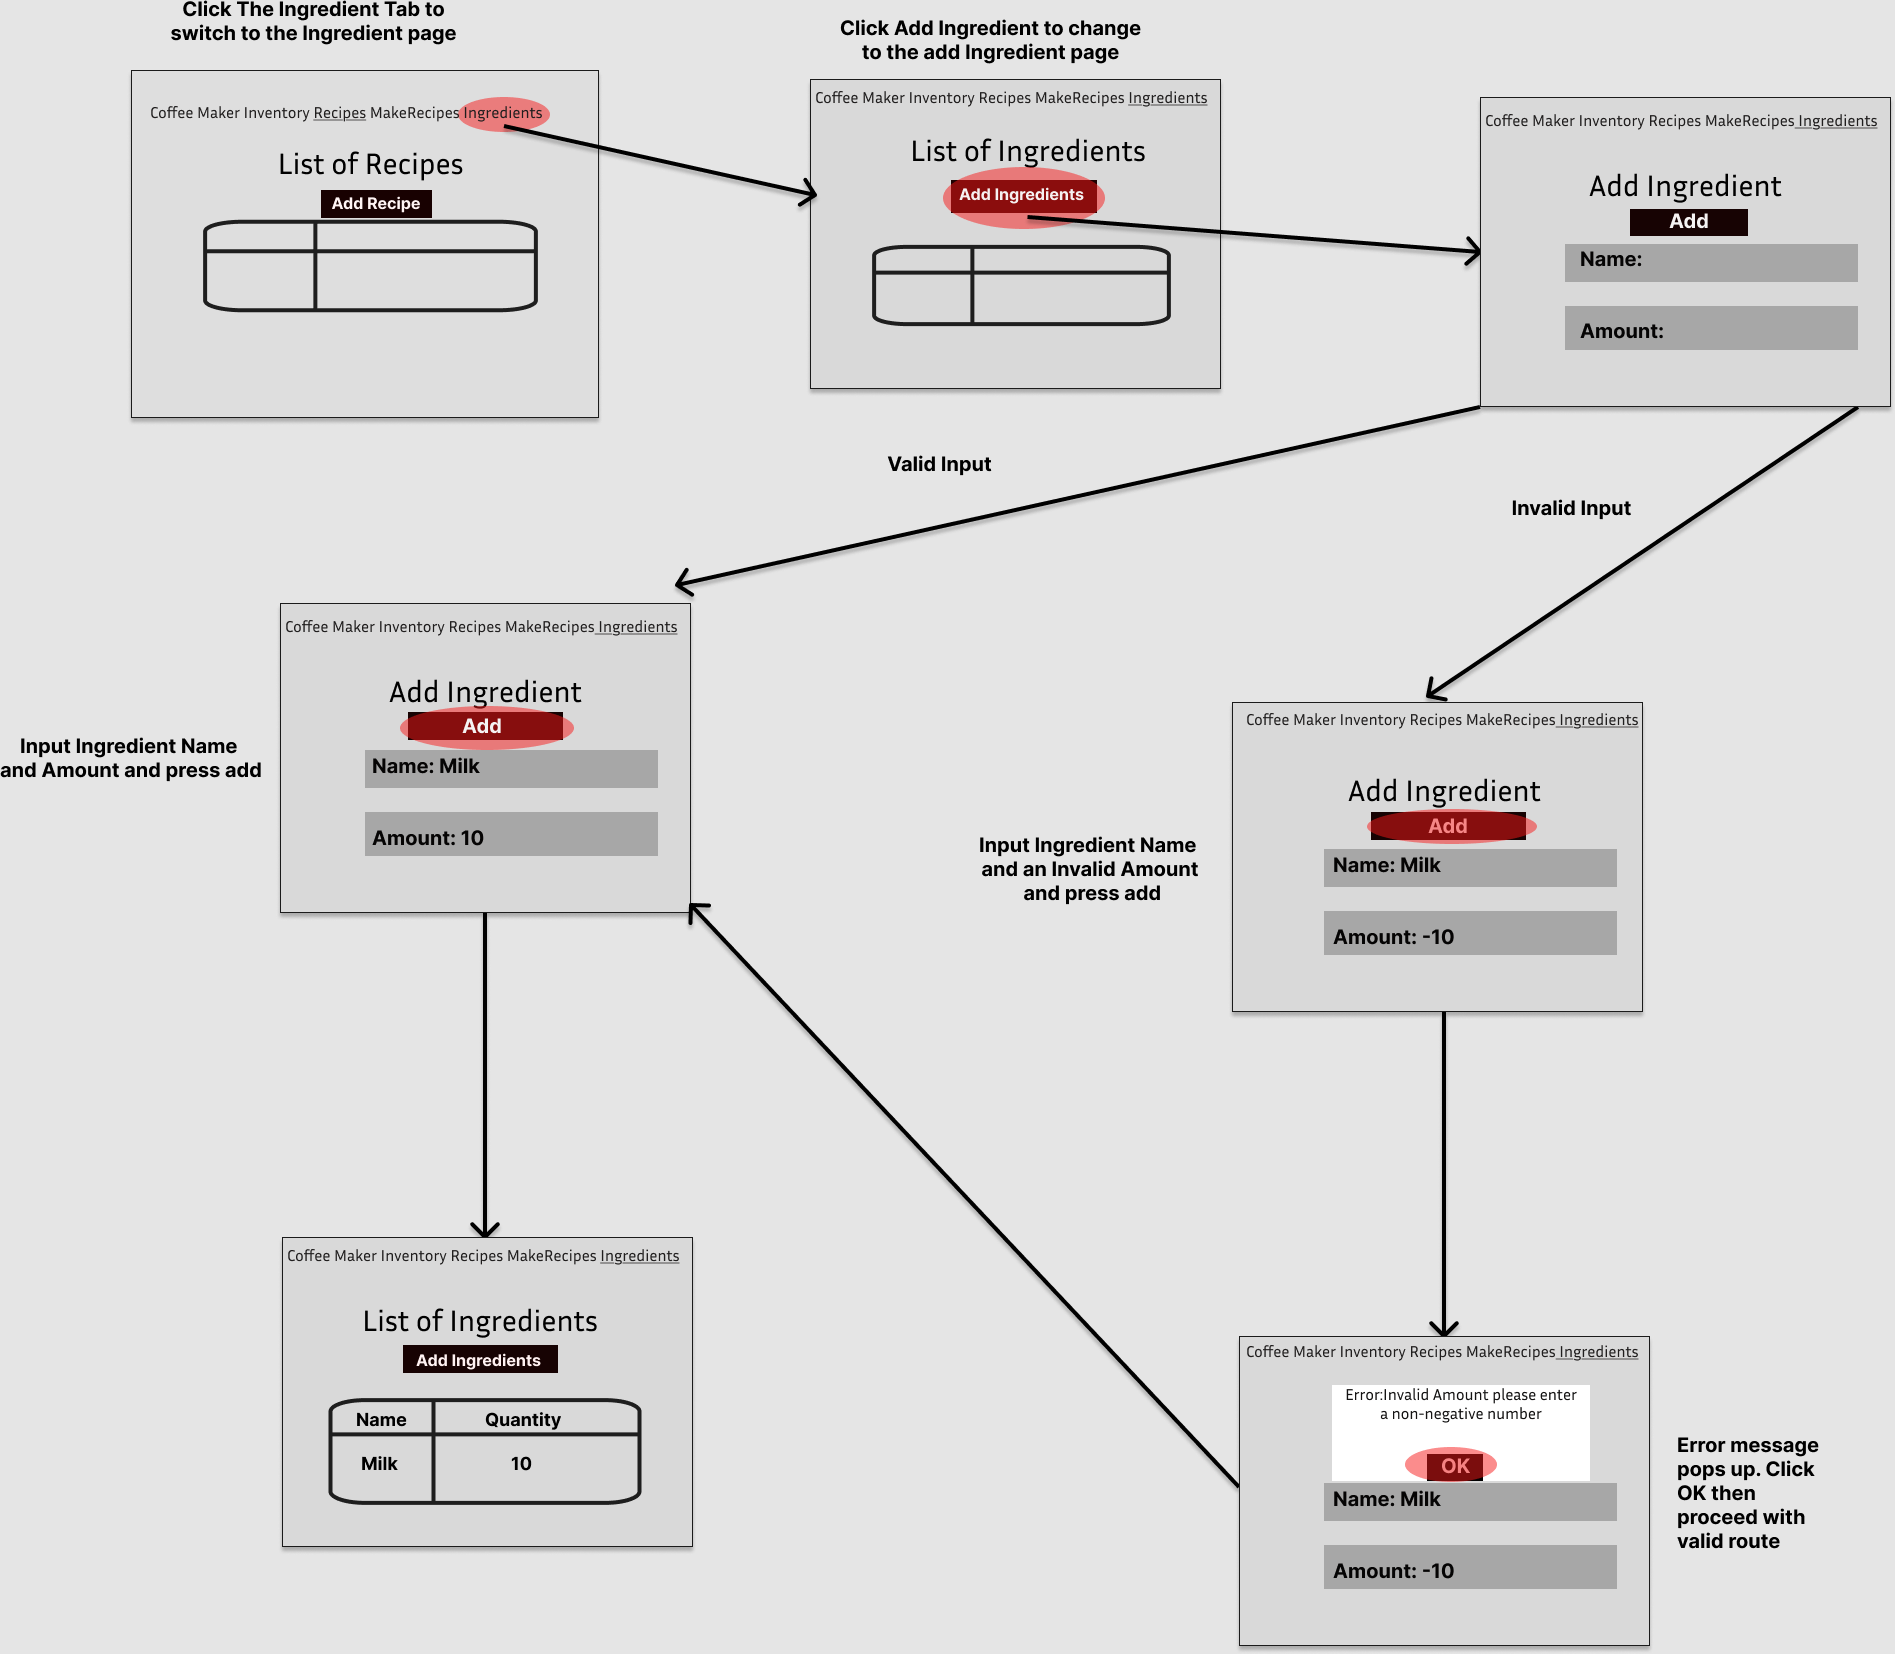 Click The Ingredient Tab to
switch to the Ingredient page
Coffee Maker Inventory Recipes MakeRecipes Ingredients
List of Recipes
Add Recipe
Click Add Ingredient to change
to the add Ingredient page
Coffee Maker Inventory Recipes MakeRecipes Ingredients
List of Ingredients
Add Ingredients
Coffee Maker Inventory Recipes MakeRecipes Ingredients
Add Ingredient
Add
Name:
Amount:
Valid Input
Invalid Input
Input Ingredient Name
and Amount and press add
Coffee Maker Inventory Recipes MakeRecipes Ingredients
Add Ingredient
Add
Name: Milk
Amount: 10
Input Ingredient Name
and an Invalid Amount
and press add
Coffee Maker Inventory Recipes MakeRecipes Ingredients
Add Ingredient
Add
Name: Milk
Amount: -10
Coffee Maker Inventory Recipes MakeRecipes Ingredients
List of Ingredients
Add Ingredients
Name Quantity
Milk 10
Coffee Maker Inventory Recipes MakeRecipes Ingredients
Error:Invalid Amount please enter
a non-negative number
OK
Name: Milk
Amount: -10
Error message
pops up. Click
OK then
proceed with
valid route